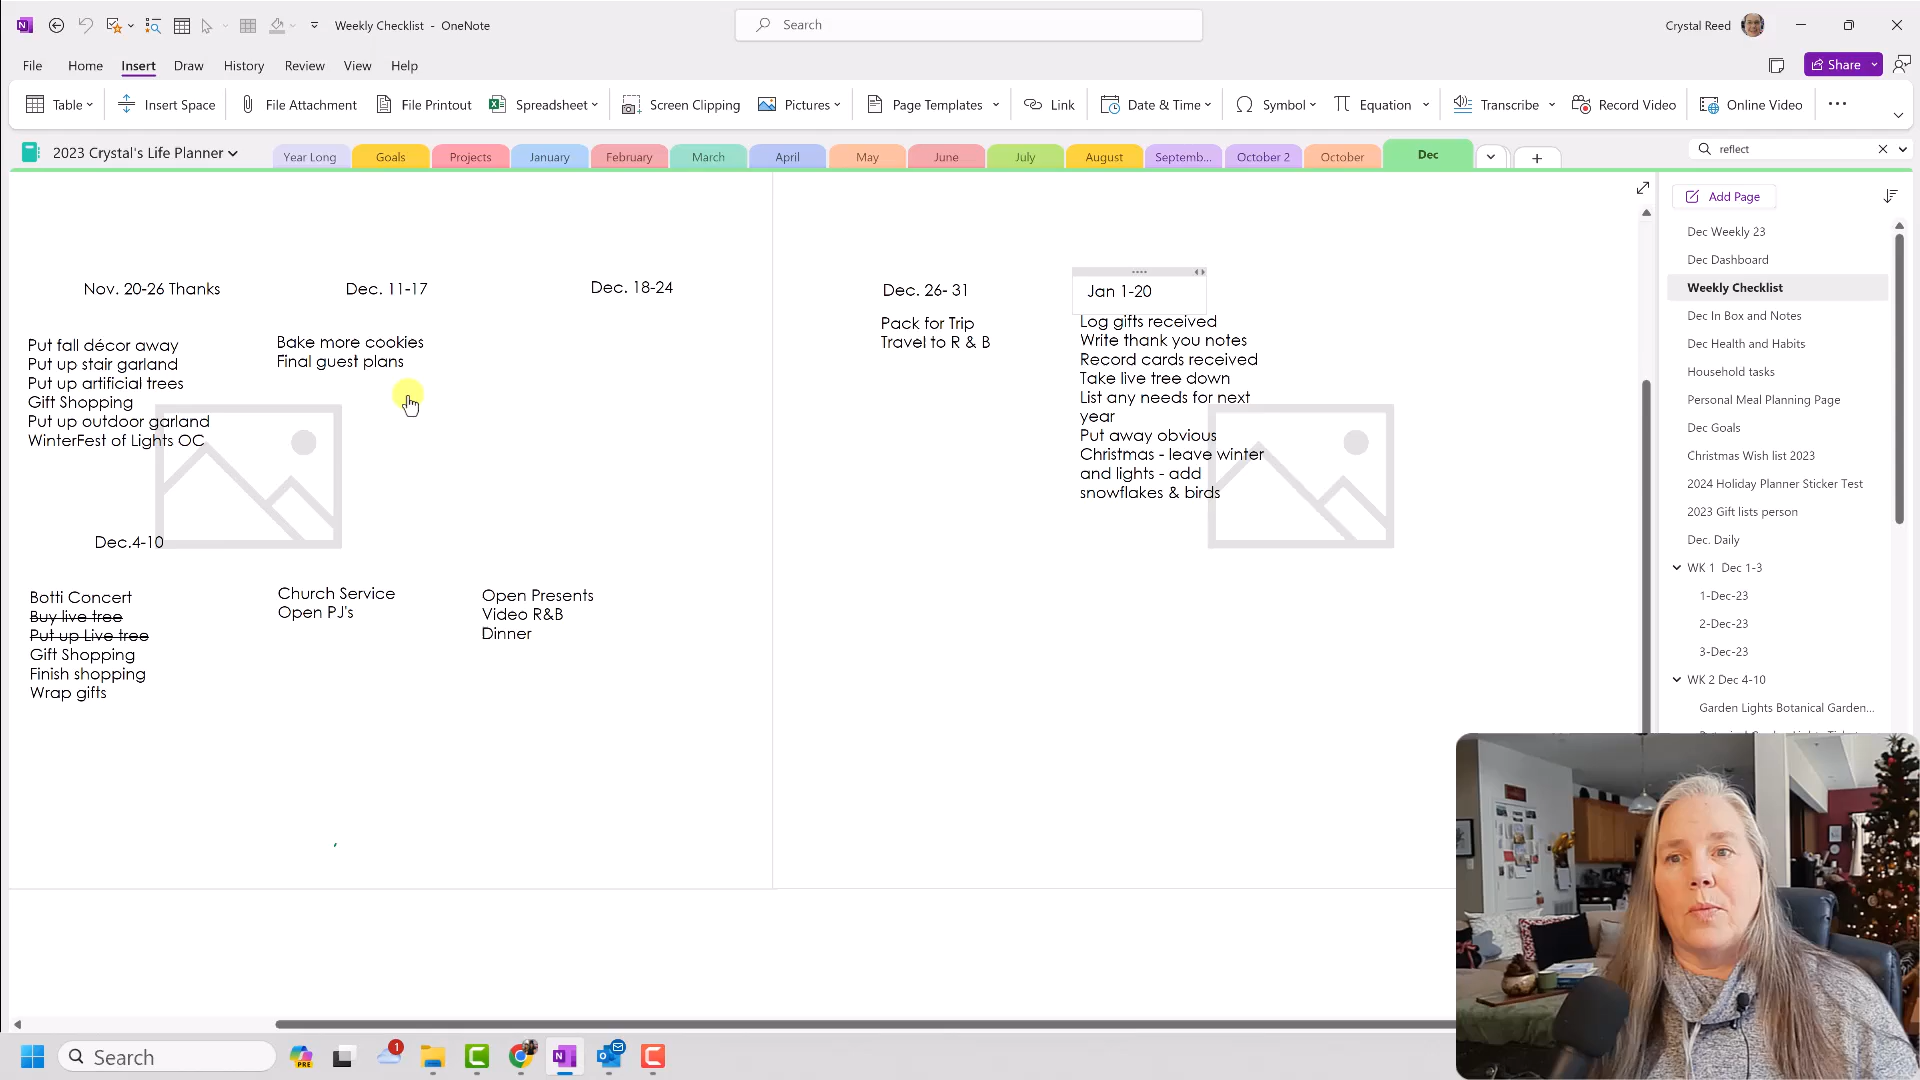 Weekly Checklist - OneNote
Search
Crystal Reed
File Home Insert Draw History Review View Help
Share
Table Insert Space File Attachment File Printout Spreadsheet Screen Clipping Pictures Page Templates Link Date & Time Symbol Equation Transcribe Record Video Online Video
2023 Crystal's Life Planner
Year Long Goals Projects January February March April May June July August Septemb... October 2 October Dec
reflect
Nov. 20-26 Thanks
Put fall décor away
Put up stair garland
Put up artificial trees
Gift Shopping
Put up outdoor garland
WinterFest of Lights OC
Dec. 11-17
Bake more cookies
Final guest plans
Dec. 18-24
Dec.4-10
Botti Concert
Buy live tree
Put up Live tree
Gift Shopping
Finish shopping
Wrap gifts
Church Service
Open PJ's
Open Presents
Video R&B
Dinner
Dec. 26- 31
Pack for Trip
Travel to R & B
Jan 1-20
Log gifts received
Write thank you notes
Record cards received
Take live tree down
List any needs for next
year
Put away obvious
Christmas - leave winter
and lights - add
snowflakes & birds
Add Page
Dec Weekly 23
Dec Dashboard
Weekly Checklist
Dec In Box and Notes
Dec Health and Habits
Household tasks
Personal Meal Planning Page
Dec Goals
Christmas Wish list 2023
2024 Holiday Planner Sticker Test
2023 Gift lists person
Dec. Daily
WK 1 Dec 1-3
1-Dec-23
2-Dec-23
3-Dec-23
WK 2 Dec 4-10
Garden Lights Botanical Garden...
Search
PRE
1